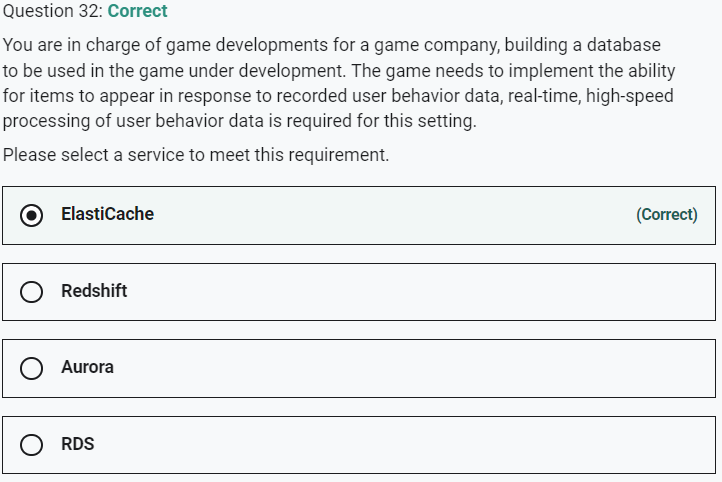 Question 32: Correct
You are in charge of game developments for a game company, building a database
to be used in the game under development. The game needs to implement the ability
for items to appear in response to recorded user behavior data, real-time, high-speed
processing of user behavior data is required for this setting.
Please select a service to meet this requirement.
ElastiCache (Correct)
Redshift
Aurora
RDS